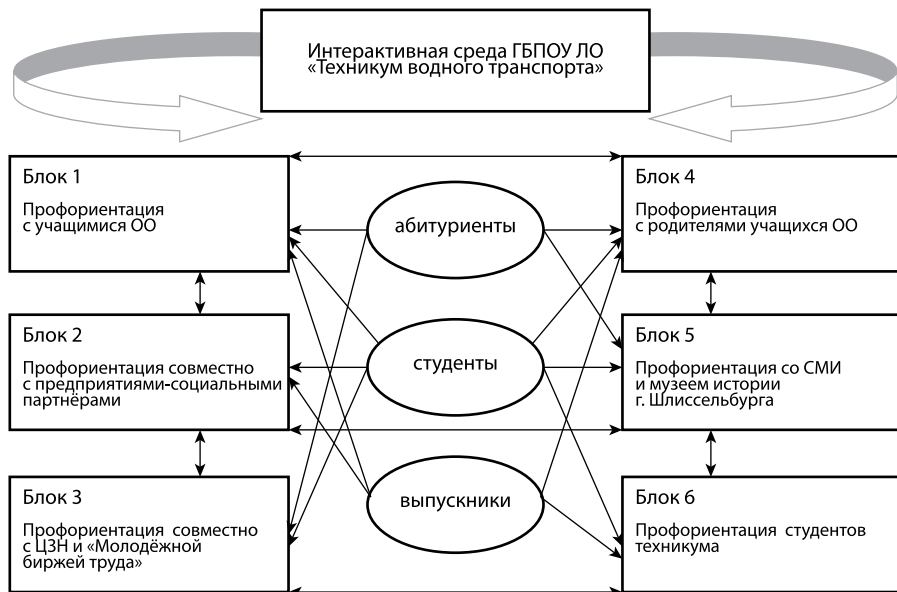 Интерактивная среда ГБПОУ ЛО
«Техникум водного транспорта»
Блок 1
Профориентация
с учащимися ОО
Блок 4
Профориентация
с родителями учащихся ОО
абитуриенты
Блок 2
Профориентация совместно
с предприятиями-социальными
партнёрами
студенты
Блок 5
Профориентация со СМИ
и музеем истории
г. Шлиссельбурга
Блок 3
Профориентация совместно
с ЦЗН и «Молодёжной
биржей труда»
выпускники
Блок 6
Профориентация студентов
техникума